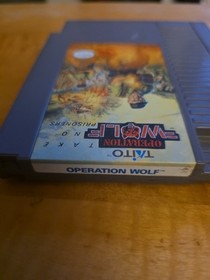 TAITO
OPERATION
WOLF
TAKE
NO
PRISONERS
OPERATION WOLF